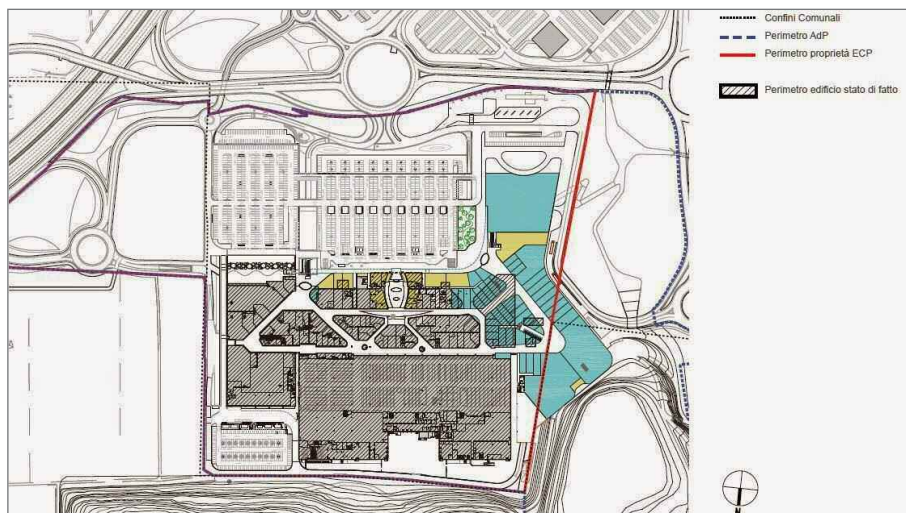 Confini Comunali
Perimetro AdP
Perimetro proprietà ECP
Perimetro edificio stato di fatto
N